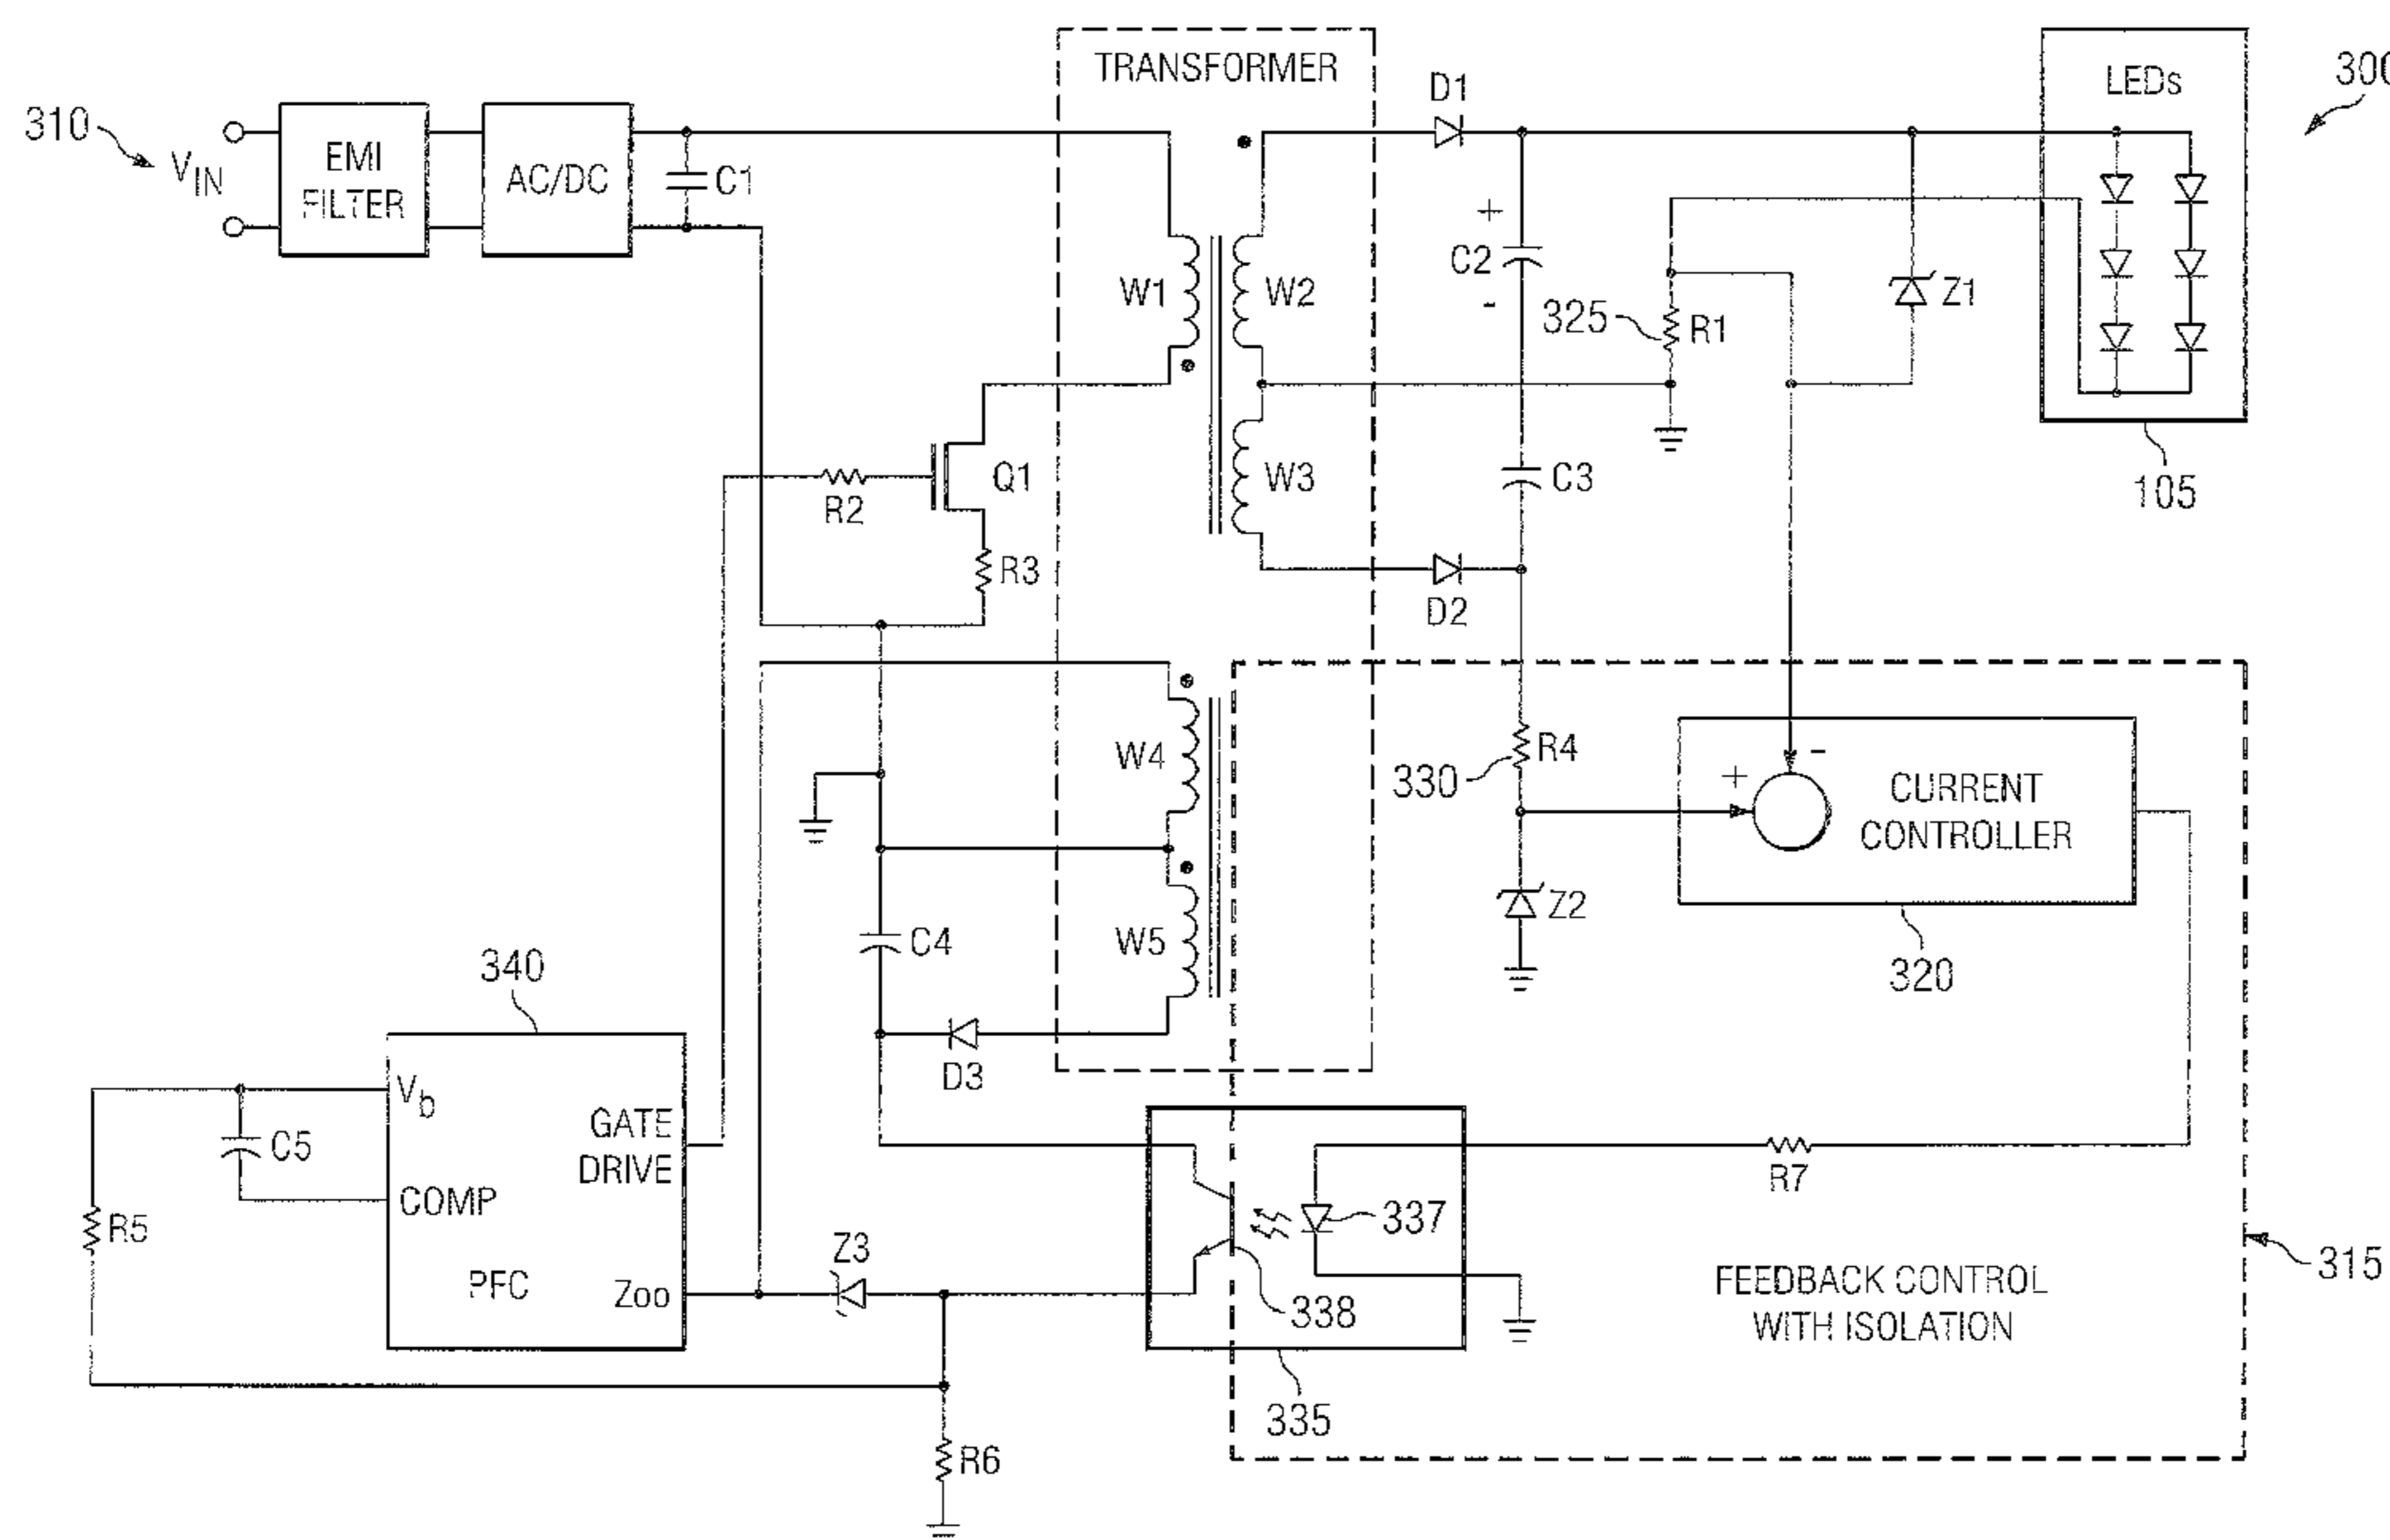 TRANSFORMER
LEDs
300
310
VIN
EMI
FILTER
AC/DC
C1
D1
+
C2
-
W1
W2
325
R1
Z1
105
W3
C3
Q1
R2
R3
D2
W4
330
R4
+
-
CURRENT
CONTROLLER
Z2
320
C4
W5
340
D3
Vb
GATE
DRIVE
C5
COMP
R5
PFC
Zoo
Z3
337
338
R7
FEEDBACK CONTROL
WITH ISOLATION
315
335
R6